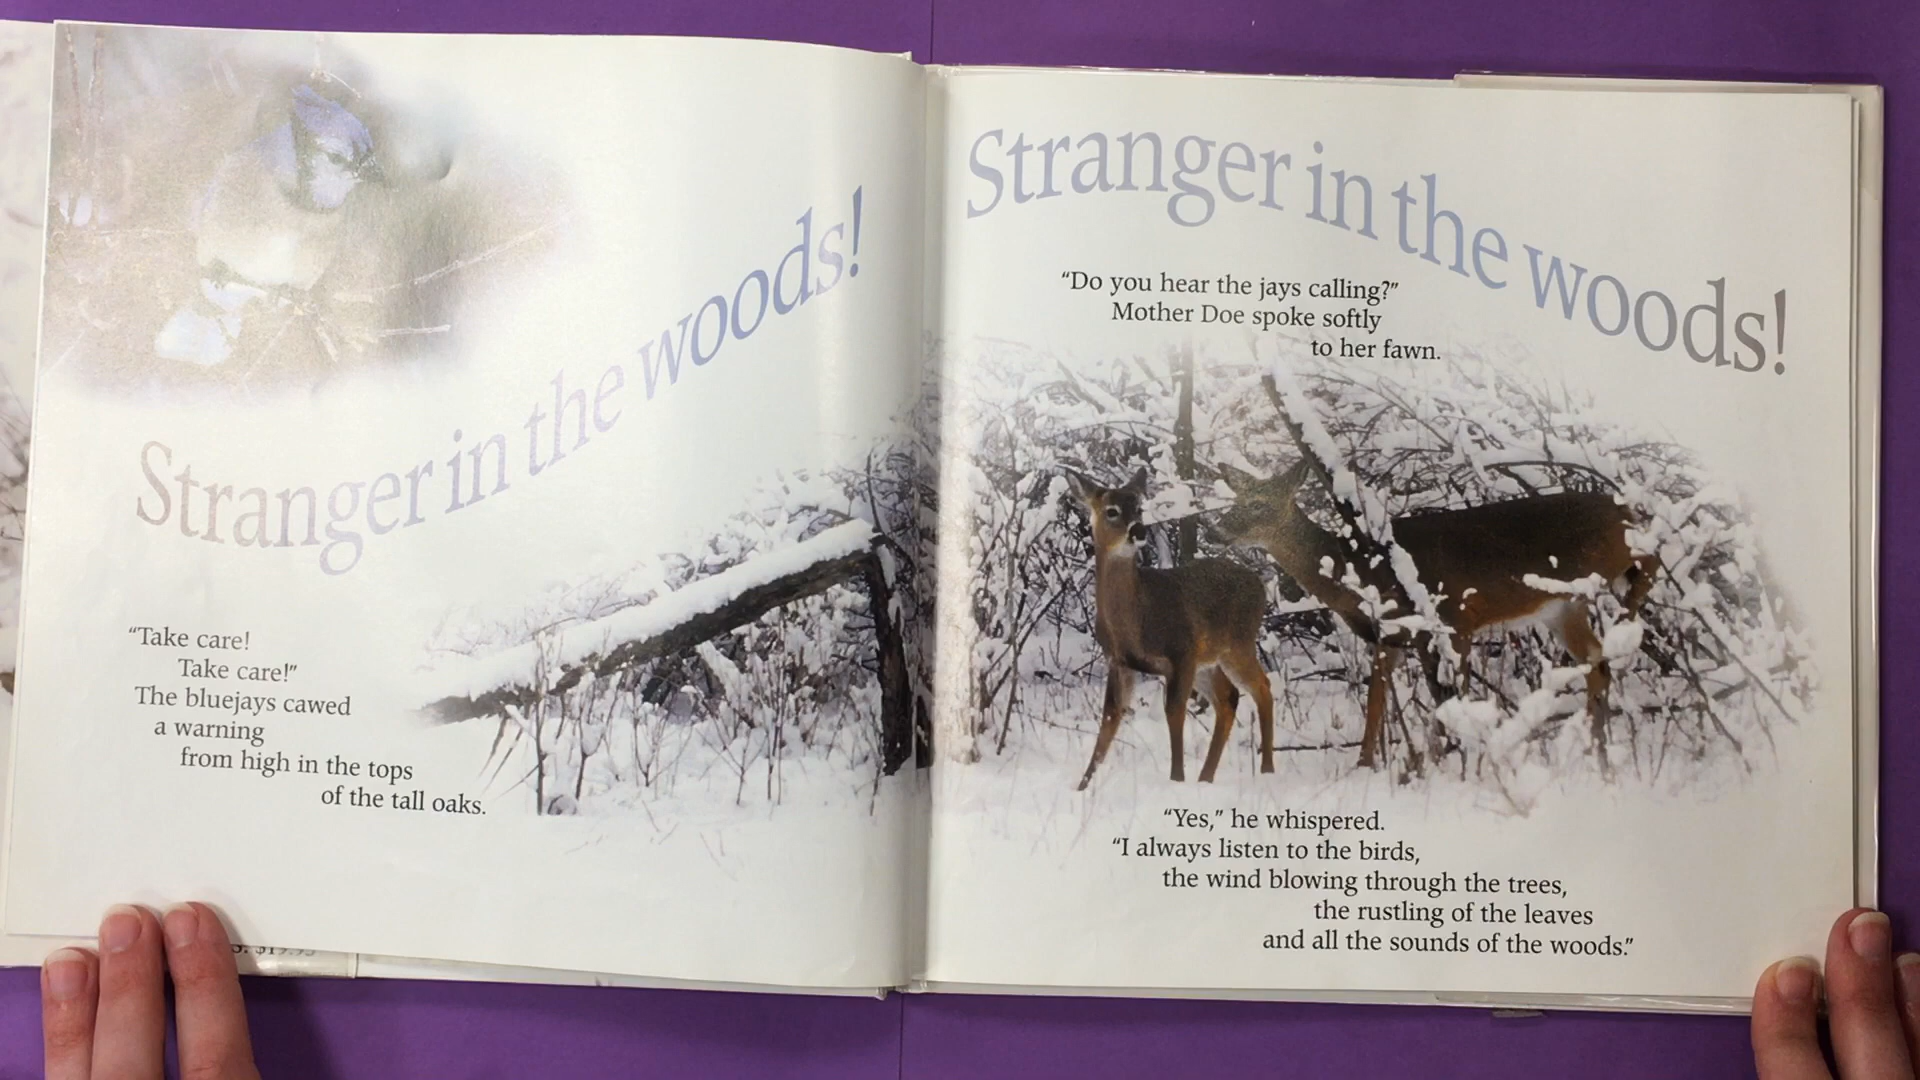 Stranger in the woods!
“Take care!
Take care!”
The bluejays cawed
a warning
from high in the tops
of the tall oaks.
Stranger in the woods!
“Do you hear the jays calling?”
Mother Doe spoke softly
to her fawn.
“Yes,” he whispered.
“I always listen to the birds,
the wind blowing through the trees,
the rustling of the leaves
and all the sounds of the woods.”